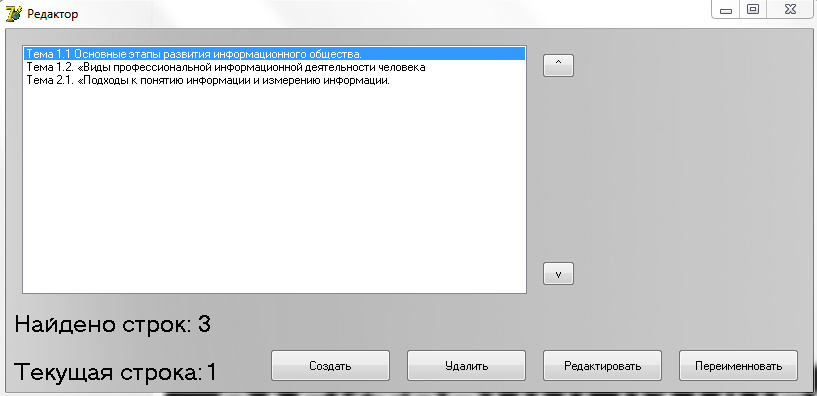 Редактор
Тема 1.1 Основные этапы развития информационного общества.
Тема 1.2. «Виды профессиональной информационной деятельности человека
Тема 2.1. «Подходы к понятию информации и измерению информации.
^
v
Найдено строк: 3
Текущая строка: 1
Создать
Удалить
Редактировать
Переименновать